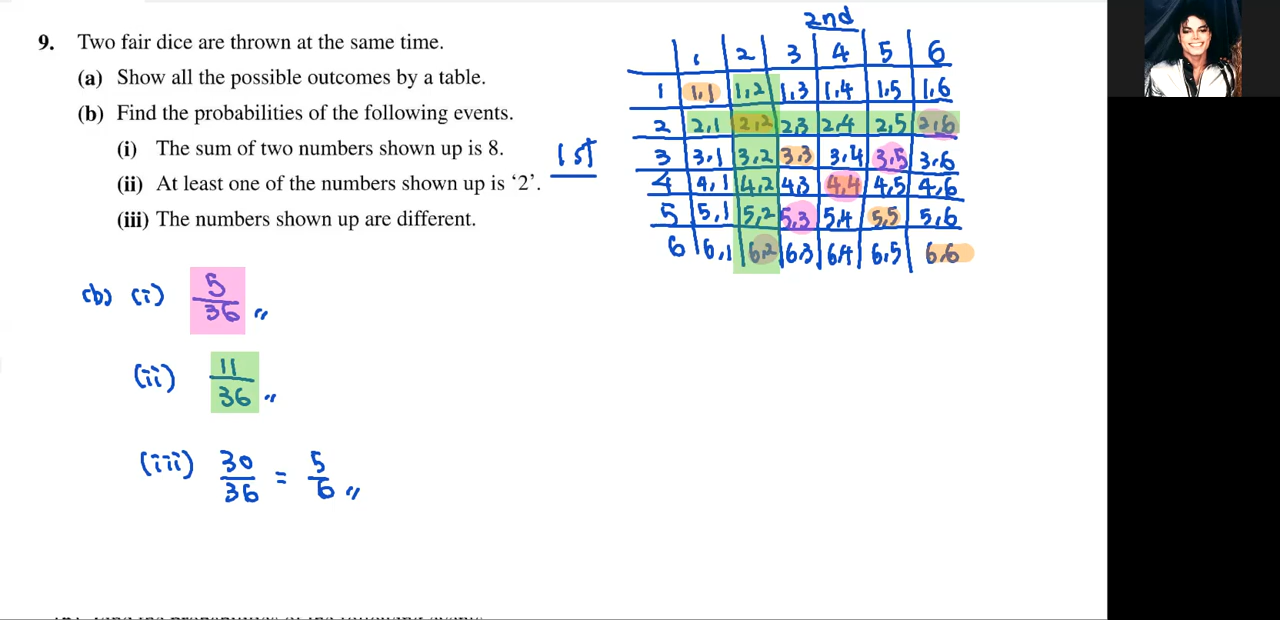 9. Two fair dice are thrown at the same time.
(a) Show all the possible outcomes by a table.
(b) Find the probabilities of the following events.
(i) The sum of two numbers shown up is 8.
(ii) At least one of the numbers shown up is ‘2’.
(iii) The numbers shown up are different.
2nd
1 2 3 4 5 6
1 1,1 1,2 1,3 1,4 1,5 1,6
2 2,1 2,2 2,3 2,4 2,5 2,6
1st
3 3,1 3,2 3,3 3,4 3,5 3,6
4 4,1 4,2 4,3 4,4 4,5 4,6
5 5,1 5,2 5,3 5,4 5,5 5,6
6 6,1 6,2 6,3 6,4 6,5 6,6
(b) (i) 5/36 "
(ii) 11/36 "
(iii) 30/36 = 5/6 "